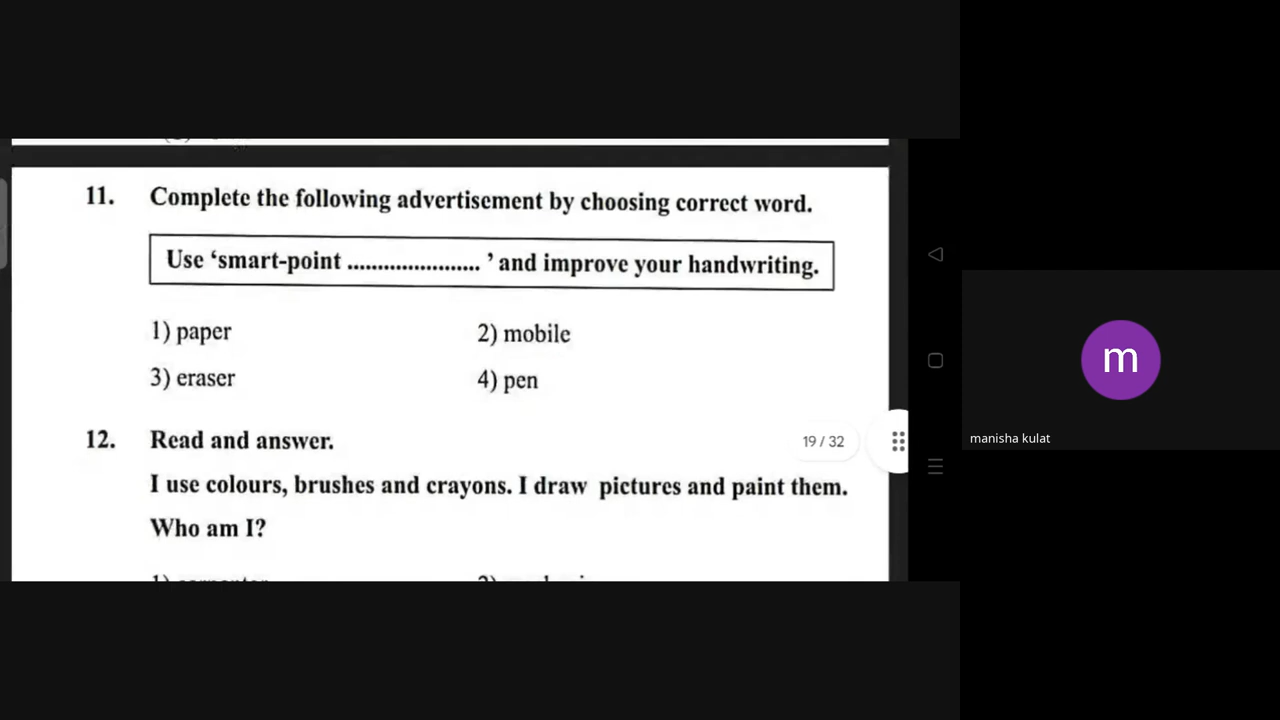 11. Complete the following advertisement by choosing correct word.
Use ‘smart-point ...................... ’ and improve your handwriting.
1) paper 2) mobile
3) eraser 4) pen
12. Read and answer.
19 / 32
I use colours, brushes and crayons. I draw pictures and paint them.
Who am I?
m
manisha kulat